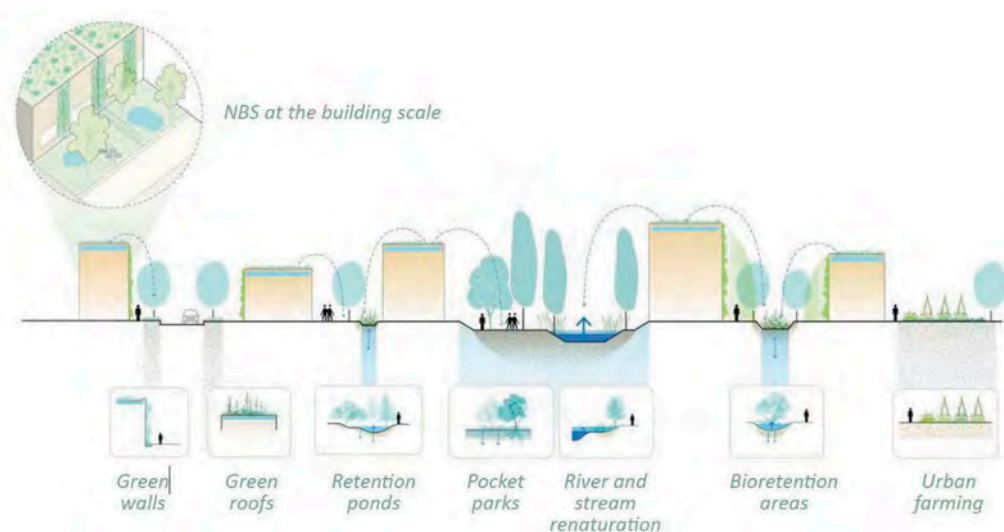 NBS at the building scale
Green
walls
Green
roofs
Retention
ponds
Pocket
parks
River and
stream
renaturation
Bioretention
areas
Urban
farming